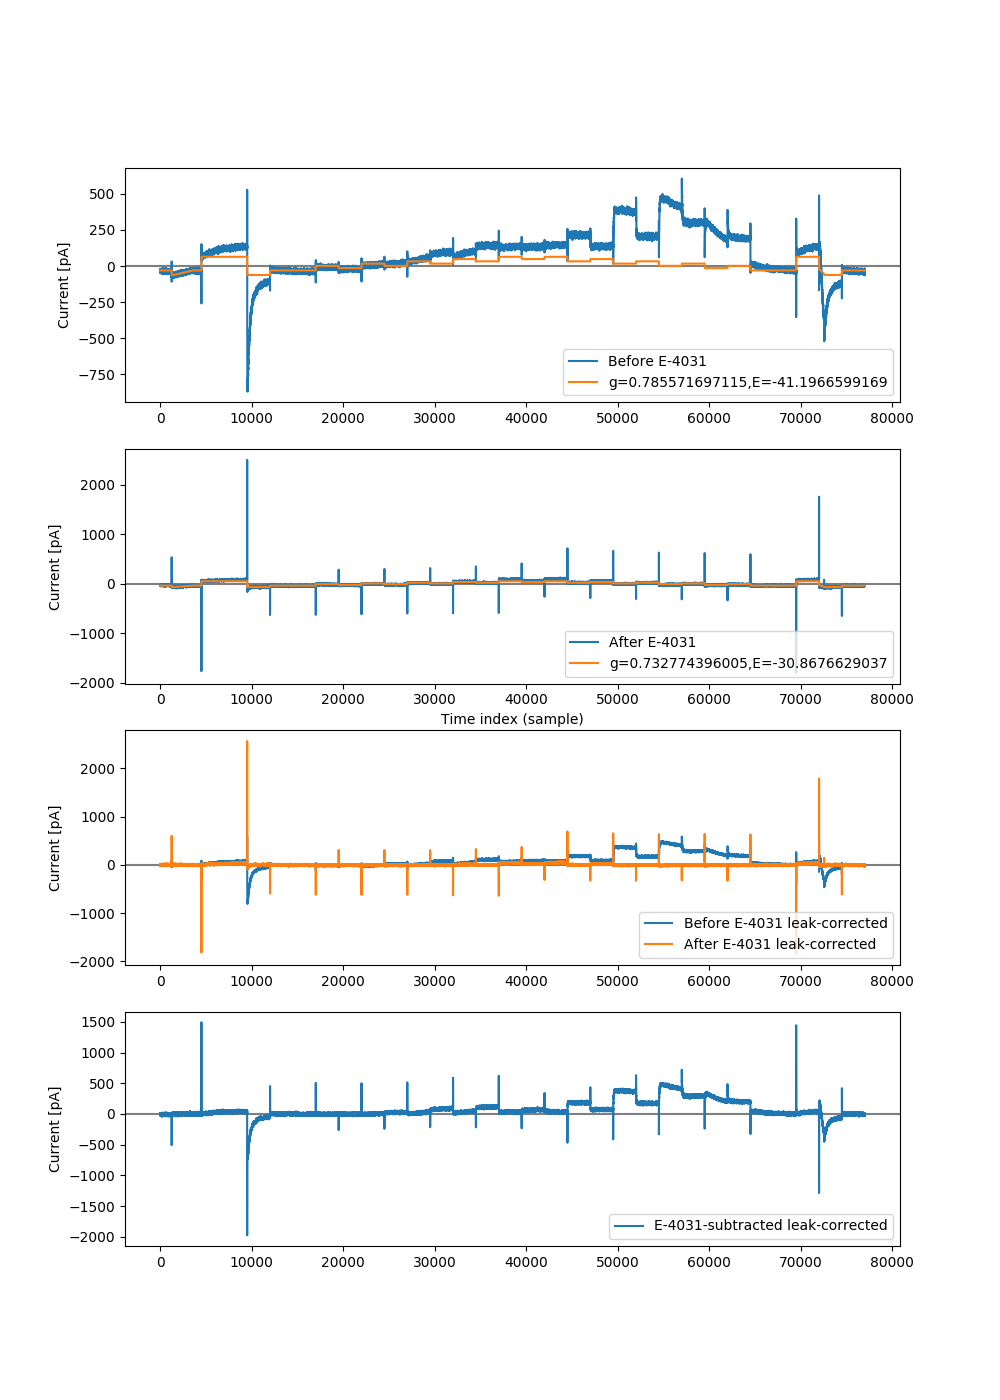 500
250
0
−250
−500
−750
Current [pA]
Before E-4031
g=0.785571697115,E=-41.1966599169
0 10000 20000 30000 40000 50000 60000 70000 80000
2000
1000
0
−1000
−2000
Current [pA]
After E-4031
g=0.732774396005,E=-30.8676629037
0 10000 20000 30000 40000 50000 60000 70000 80000
Time index (sample)
2000
1000
0
−1000
−2000
Current [pA]
Before E-4031 leak-corrected
After E-4031 leak-corrected
0 10000 20000 30000 40000 50000 60000 70000 80000
1500
1000
500
0
−500
−1000
−1500
−2000
Current [pA]
E-4031-subtracted leak-corrected
0 10000 20000 30000 40000 50000 60000 70000 80000